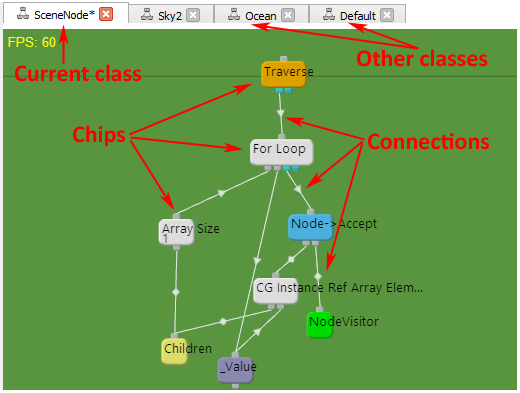 SceneNode* Sky2 Ocean Default
FPS: 60
Current class
Other classes
Traverse
Chips
Connections
For Loop
Array Size
1
Node->Accept
CG Instance Ref Array Elem...
NodeVisitor
Children
_Value